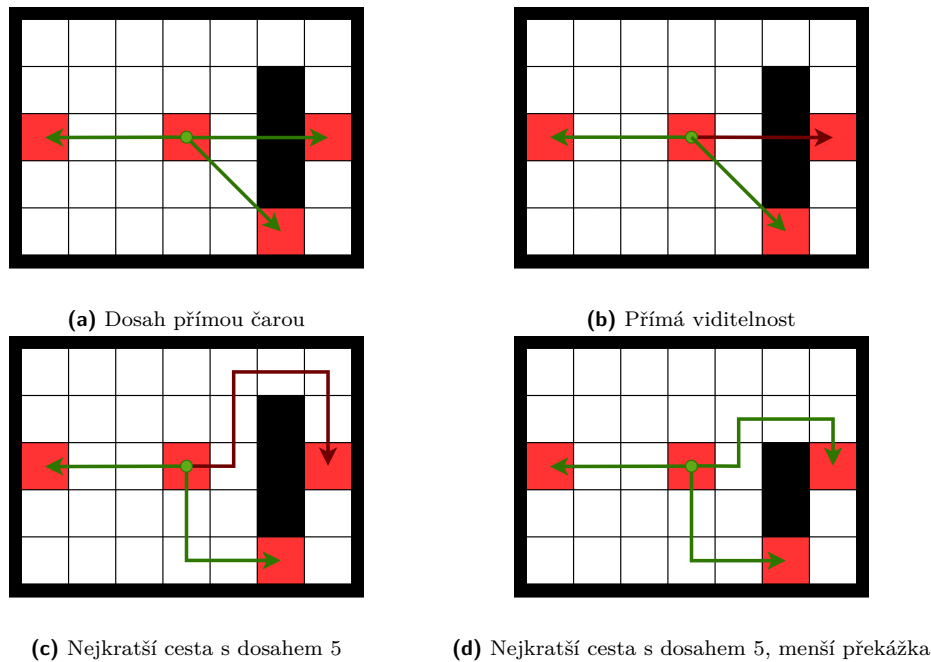 (a) Dosah přímou čarou
(b) Přímá viditelnost
(c) Nejkratší cesta s dosahem 5
(d) Nejkratší cesta s dosahem 5, menší překážka